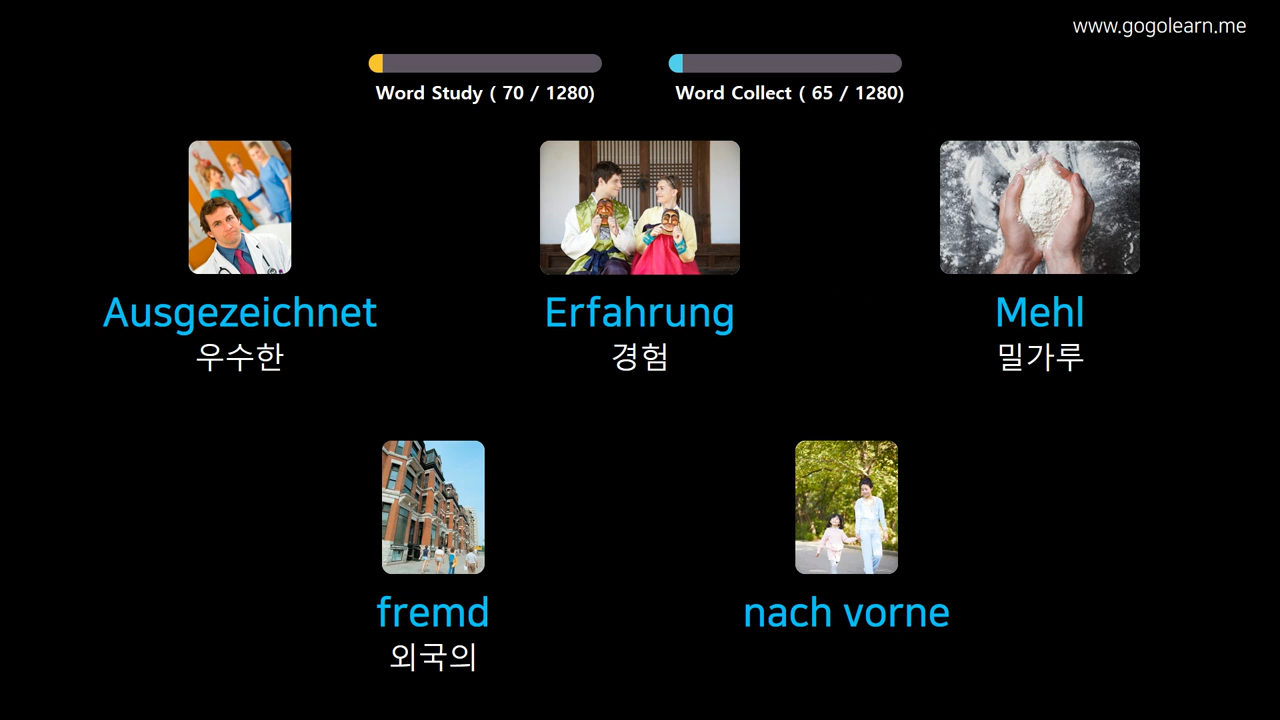 www.gogolearn.me
Word Study ( 70 / 1280)
Word Collect ( 65 / 1280)
Ausgezeichnet
우수한
Erfahrung
경험
Mehl
밀가루
fremd
외국의
nach vorne